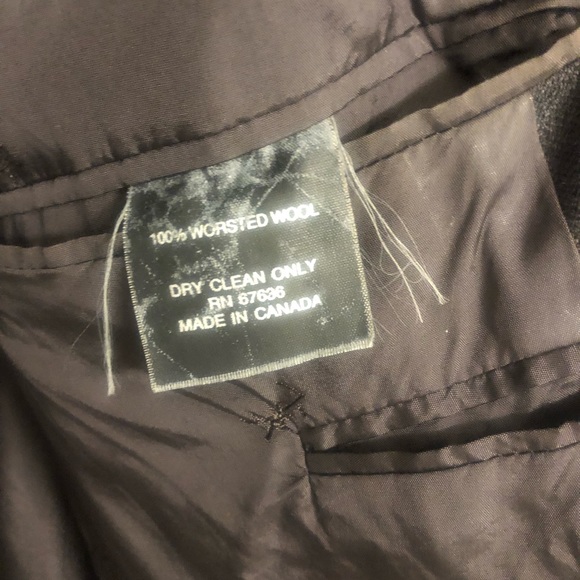 100% WORSTED WOOL
DRY CLEAN ONLY
RN 67636
MADE IN CANADA